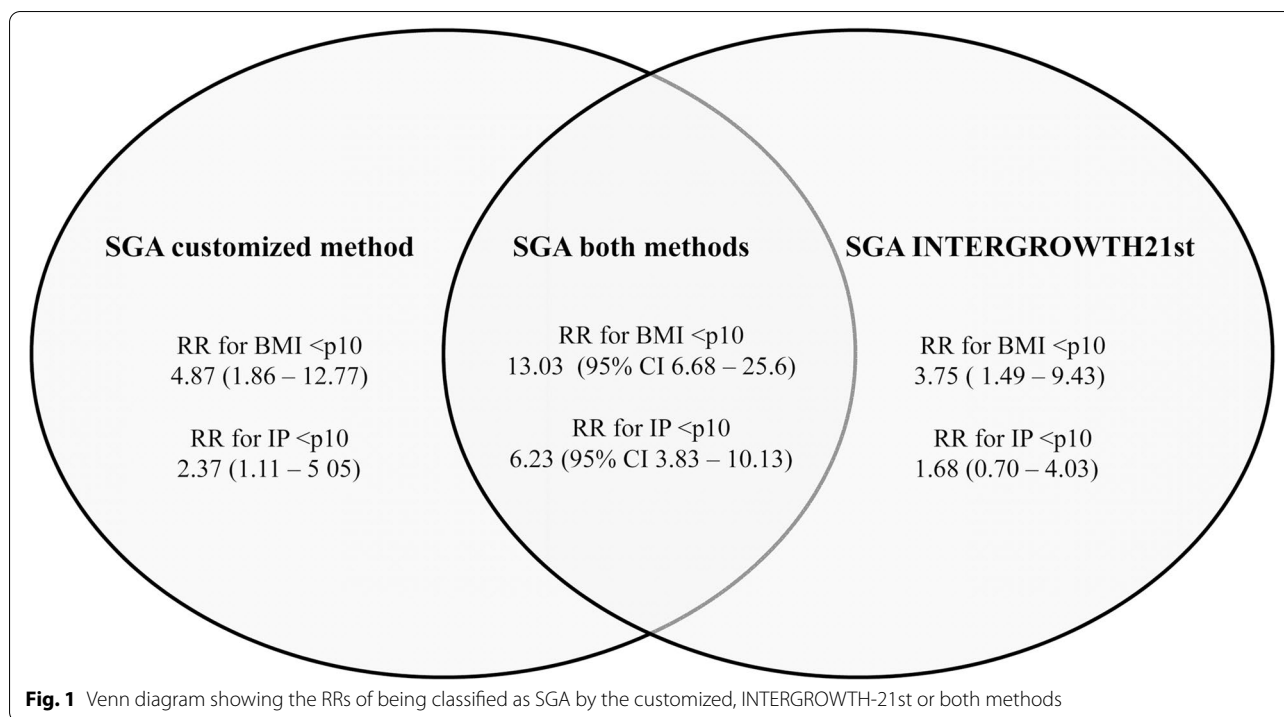 SGA customized method
RR for BMI <p10
4.87 (1.86 – 12.77)
RR for IP <p10
2.37 (1.11 – 5 05)
SGA both methods
RR for BMI <p10
13.03 (95% CI 6.68 – 25.6)
RR for IP <p10
6.23 (95% CI 3.83 – 10.13)
SGA INTERGROWTH21st
RR for BMI <p10
3.75 ( 1.49 – 9.43)
RR for IP <p10
1.68 (0.70 – 4.03)
Fig. 1 Venn diagram showing the RRs of being classified as SGA by the customized, INTERGROWTH-21st or both methods